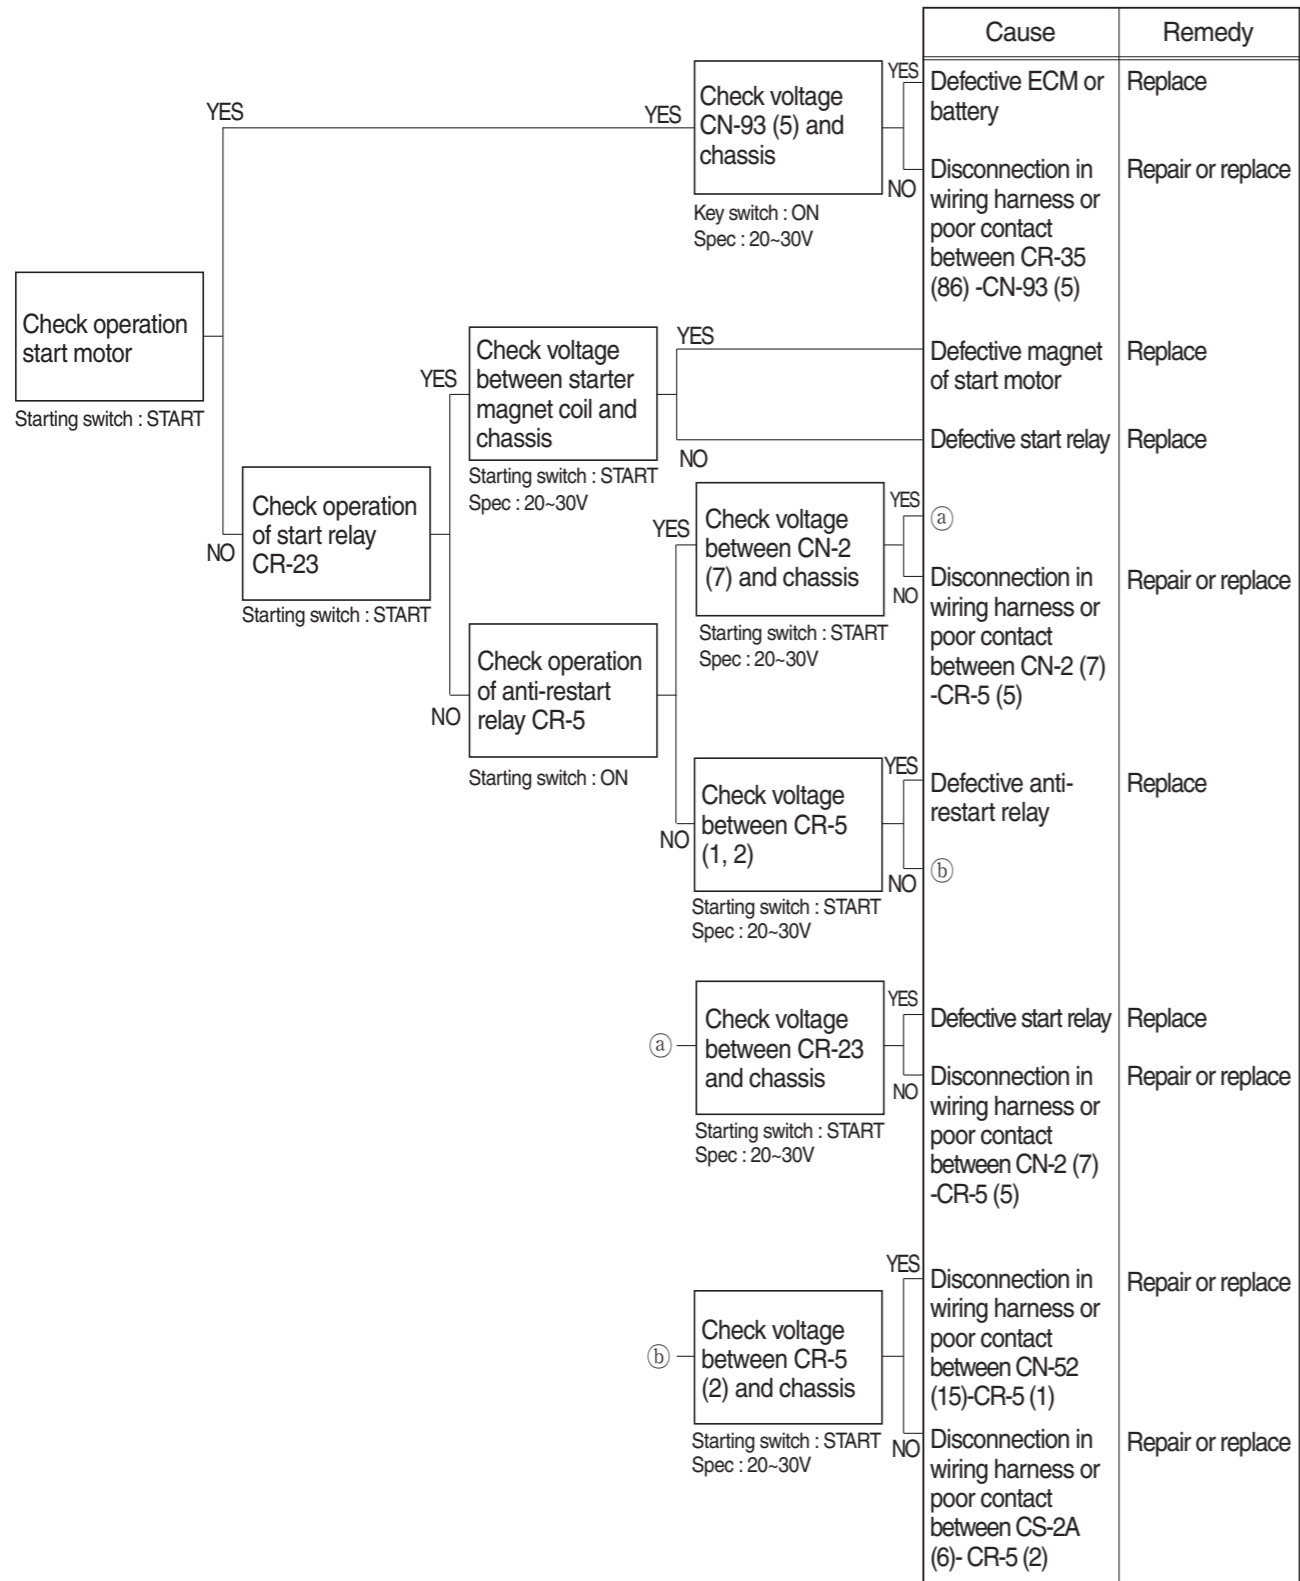 Cause
Remedy
YES
YES
Check voltage
CN-93 (5) and
chassis
YES
NO
Key switch : ON
Spec : 20~30V
Defective ECM or
battery
Replace
Disconnection in
wiring harness or
poor contact
between CR-35
(86) -CN-93 (5)
Repair or replace
Check operation
start motor
Starting switch : START
NO
Check operation
of start relay
CR-23
Starting switch : START
YES
Check voltage
between starter
magnet coil and
chassis
Starting switch : START
Spec : 20~30V
YES
Defective magnet
of start motor
Replace
NO
Defective start relay
Replace
NO
Check operation
of anti-restart
relay CR-5
Starting switch : ON
YES
Check voltage
between CN-2
(7) and chassis
Starting switch : START
Spec : 20~30V
YES
ⓐ
NO
Disconnection in
wiring harness or
poor contact
between CN-2 (7)
-CR-5 (5)
Repair or replace
NO
Check voltage
between CR-5
(1, 2)
Starting switch : START
Spec : 20~30V
YES
Defective anti-
restart relay
Replace
NO
ⓑ
ⓐ
Check voltage
between CR-23
and chassis
Starting switch : START
Spec : 20~30V
YES
Defective start relay
Replace
NO
Disconnection in
wiring harness or
poor contact
between CN-2 (7)
-CR-5 (5)
Repair or replace
ⓑ
Check voltage
between CR-5
(2) and chassis
Starting switch : START
Spec : 20~30V
YES
Disconnection in
wiring harness or
poor contact
between CN-52
(15)-CR-5 (1)
Repair or replace
NO
Disconnection in
wiring harness or
poor contact
between CS-2A
(6)- CR-5 (2)
Repair or replace